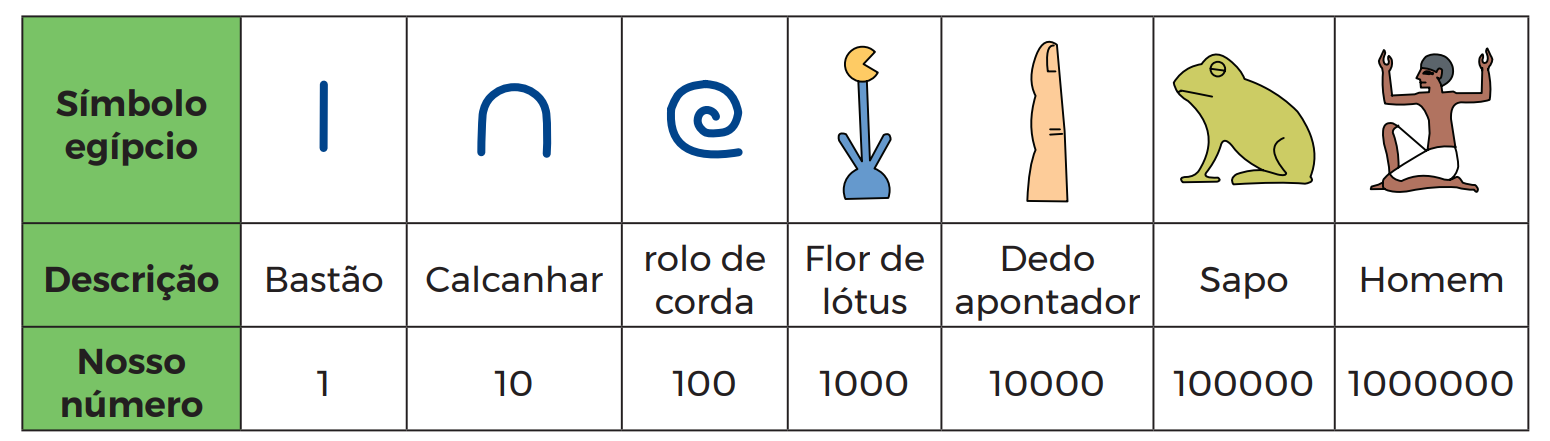 Símbolo
egípcio
Descrição
Bastão
Calcanhar
rolo de
corda
Flor de
lótus
Dedo
apontador
Sapo
Homem
Nosso
número
1
10
100
1000
10000
100000
1000000